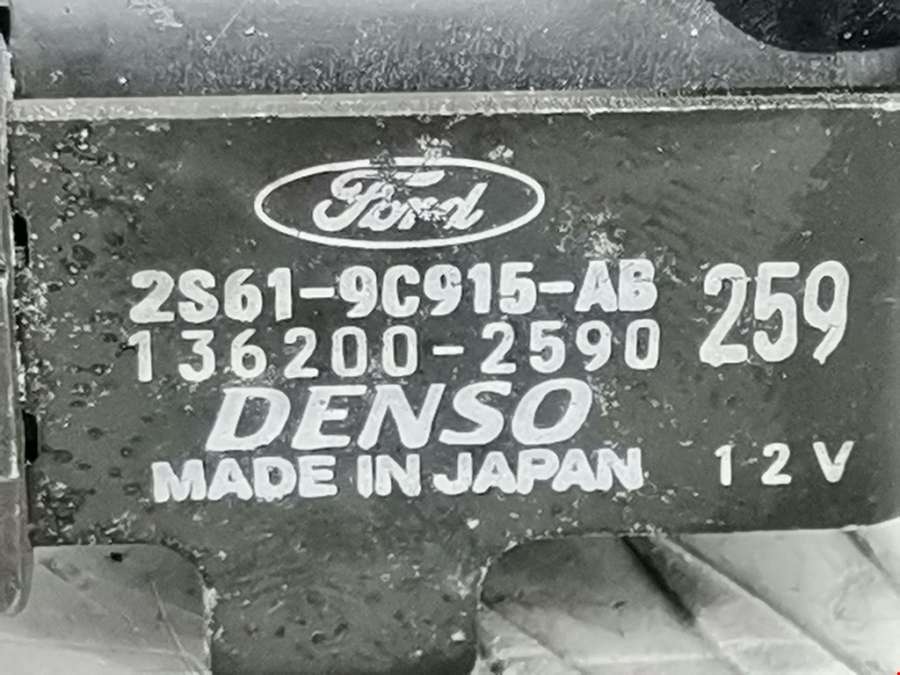 Ford
2S61-9C915-AB 259
136200-2590
DENSO
MADE IN JAPAN 12V